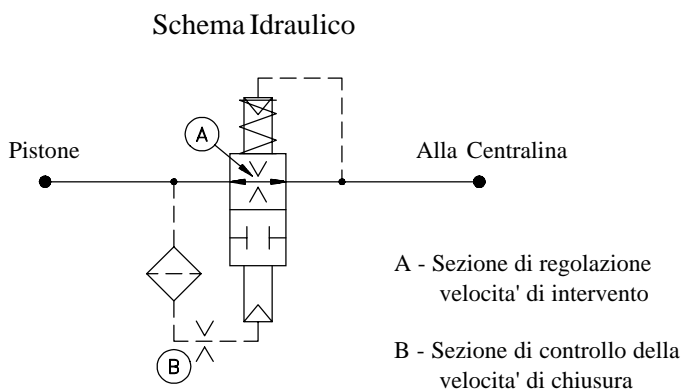 Schema Idraulico
A
Pistone
Alla Centralina
A - Sezione di regolazione
velocita' di intervento
B
B - Sezione di controllo della
velocita' di chiusura